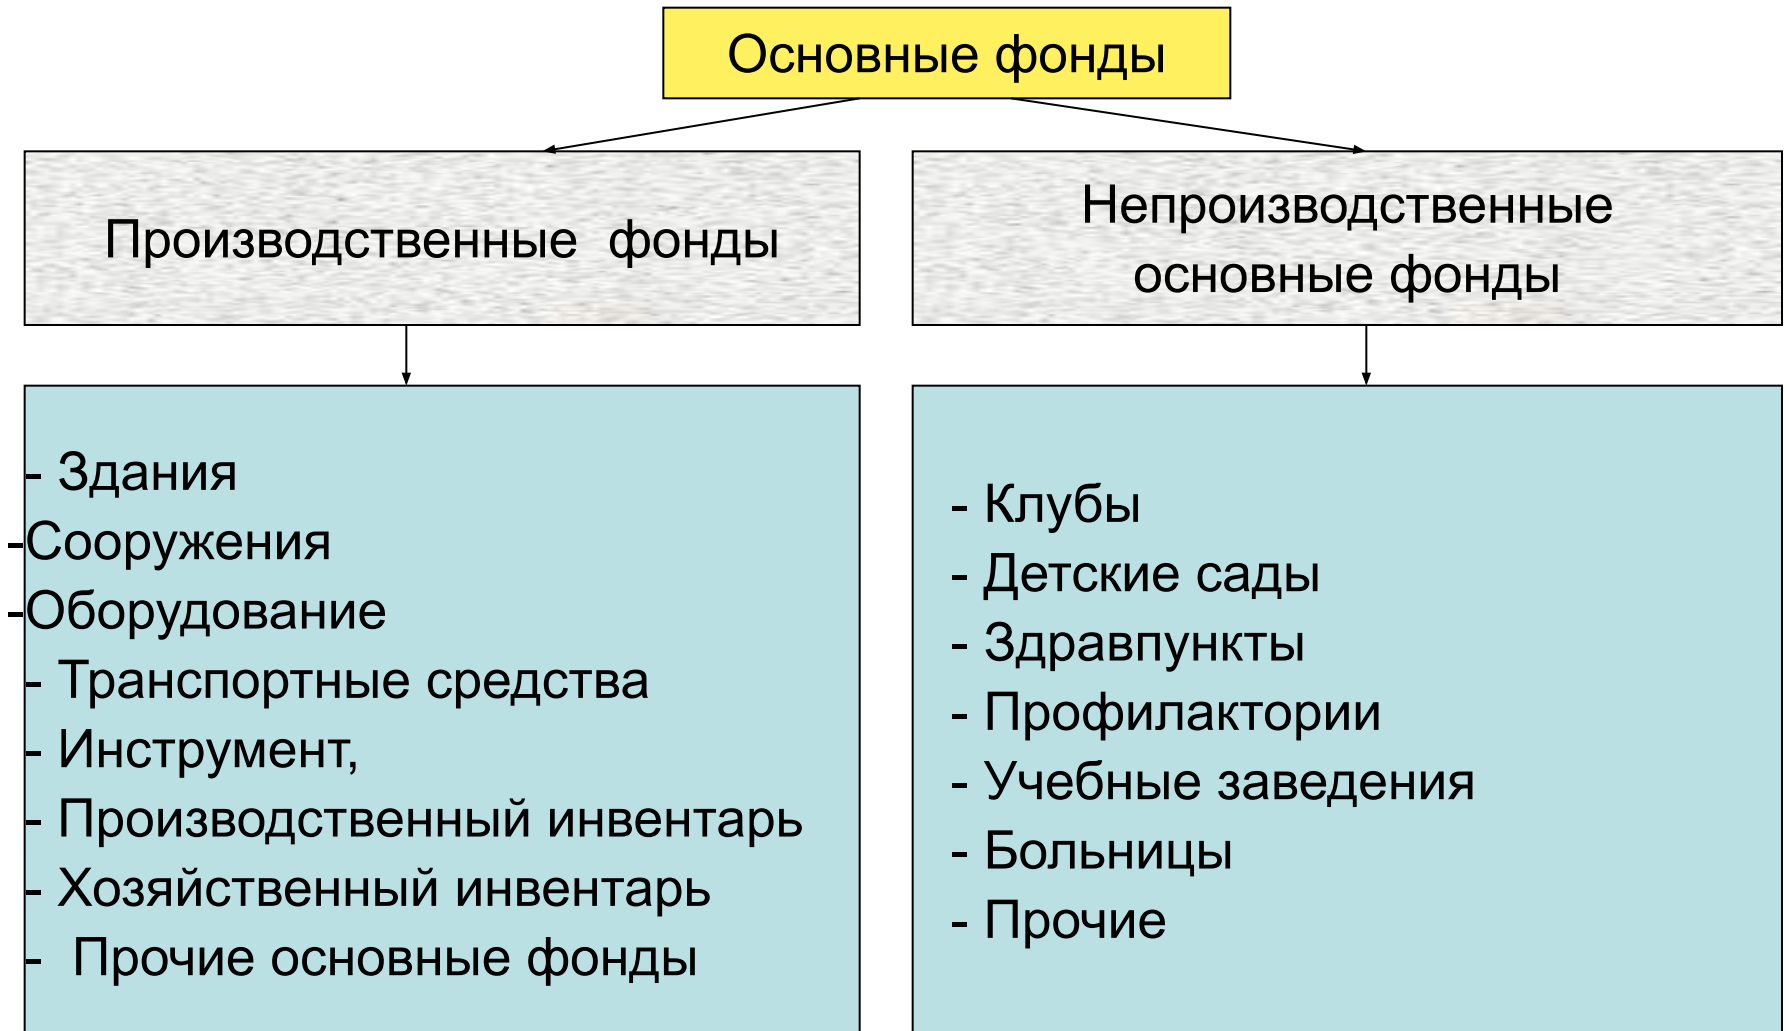 Основные фонды
Производственные фонды
Непроизводственные
основные фонды
- Здания
-Сооружения
-Оборудование
- Транспортные средства
- Инструмент,
- Производственный инвентарь
- Хозяйственный инвентарь
- Прочие основные фонды
- Клубы
- Детские сады
- Здравпункты
- Профилактории
- Учебные заведения
- Больницы
- Прочие